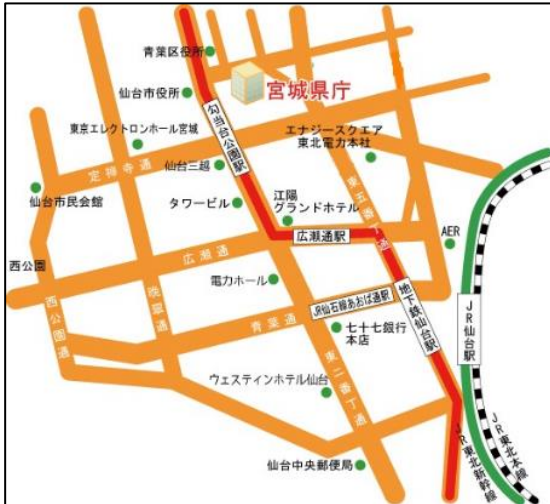 青葉区役所
宮城県庁
仙台市役所
勾当台公園駅
東京エレクトロンホール宮城
エナジースクエア
東北電力本社
定禅寺通
仙台三越
東五番丁通
仙台市民会館
タワービル
江陽
グランドホテル
広瀬通駅
AER
西公園
広瀬通
電力ホール
JR仙石線あおば通駅
地下鉄仙台駅
JR仙台駅
西公園通
晩翠通
青葉通
七十七銀行
本店
東二番丁通
ウェスティンホテル仙台
仙台中央郵便局
JR東北本線
JR東北新幹線